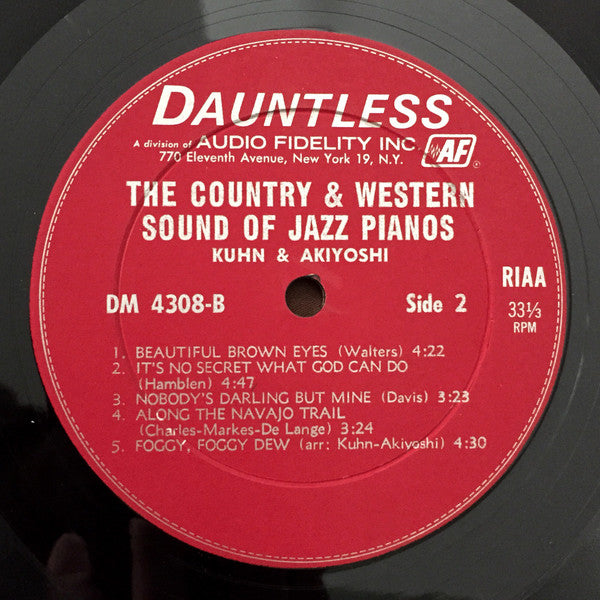 DAUNTLESS
A division of AUDIO FIDELITY INC. AF®
770 Eleventh Avenue, New York 19, N.Y.
THE COUNTRY & WESTERN
SOUND OF JAZZ PIANOS
KUHN & AKIYOSHI
RIAA
DM 4308-B Side 2 33⅓
RPM
1. BEAUTIFUL BROWN EYES (Walters) 4:22
2. IT'S NO SECRET WHAT GOD CAN DO
(Hamblen) 4:47
3. NOBODY'S DARLING BUT MINE (Davis) 3:23
4. ALONG THE NAVAJO TRAIL
(Charles-Markes-De Lange) 3:24
5. FOGGY, FOGGY DEW (arr: Kuhn-Akiyoshi) 4:30